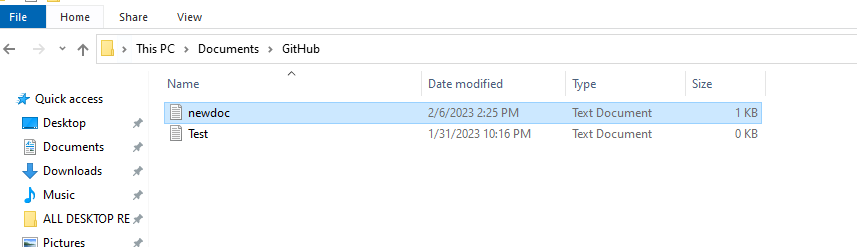 File Home Share View
This PC Documents GitHub
Name Date modified Type Size
Quick access
newdoc 2/6/2023 2:25 PM Text Document 1 KB
Desktop
Test 1/31/2023 10:16 PM Text Document 0 KB
Documents
Downloads
Music
ALL DESKTOP RE
Pictures